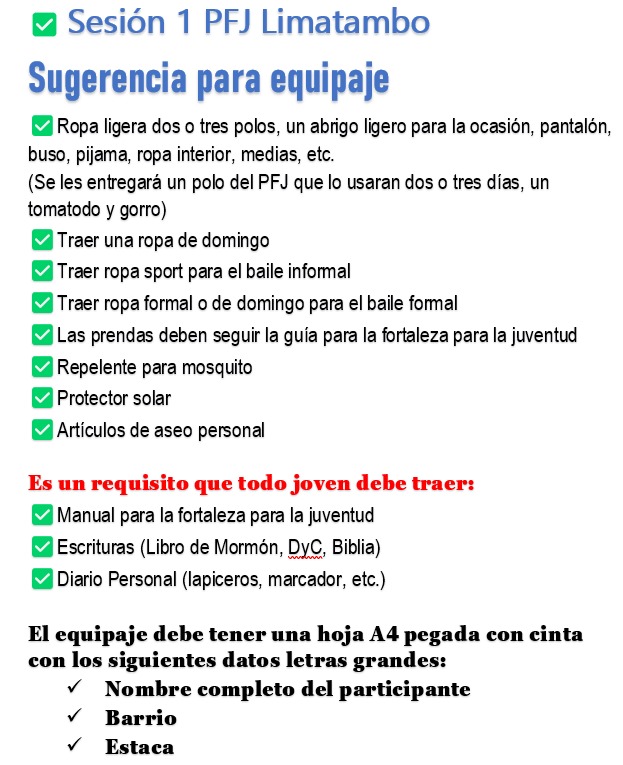 ✅ Sesión 1 PFJ Limatambo
Sugerencia para equipaje
✅ Ropa ligera dos o tres polos, un abrigo ligero para la ocasión, pantalón,
buso, pijama, ropa interior, medias, etc.
(Se les entregará un polo del PFJ que lo usaran dos o tres días, un
tomatodo y gorro)
✅ Traer una ropa de domingo
✅ Traer ropa sport para el baile informal
✅ Traer ropa formal o de domingo para el baile formal
✅ Las prendas deben seguir la guía para la fortaleza para la juventud
✅ Repelente para mosquito
✅ Protector solar
✅ Artículos de aseo personal
Es un requisito que todo joven debe traer:
✅ Manual para la fortaleza para la juventud
✅ Escrituras (Libro de Mormón, DyC, Biblia)
✅ Diario Personal (lapiceros, marcador, etc.)
El equipaje debe tener una hoja A4 pegada con cinta
con los siguientes datos letras grandes:
✓ Nombre completo del participante
✓ Barrio
✓ Estaca